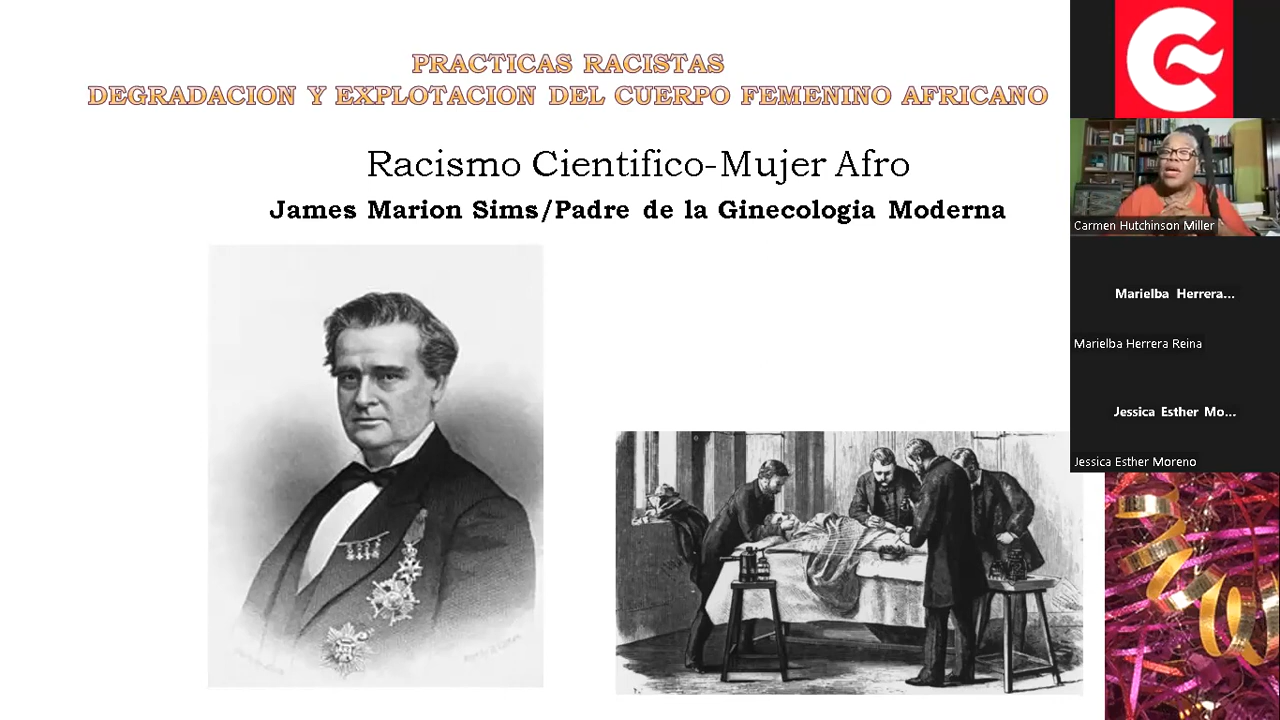 PRACTICAS RACISTAS
DEGRADACION Y EXPLOTACION DEL CUERPO FEMENINO AFRICANO
Racismo Cientifico-Mujer Afro
James Marion Sims/Padre de la Ginecologia Moderna
Carmen Hutchinson Miller
Marielba Herrera...
Marielba Herrera Reina
Jessica Esther Mo...
Jessica Esther Moreno